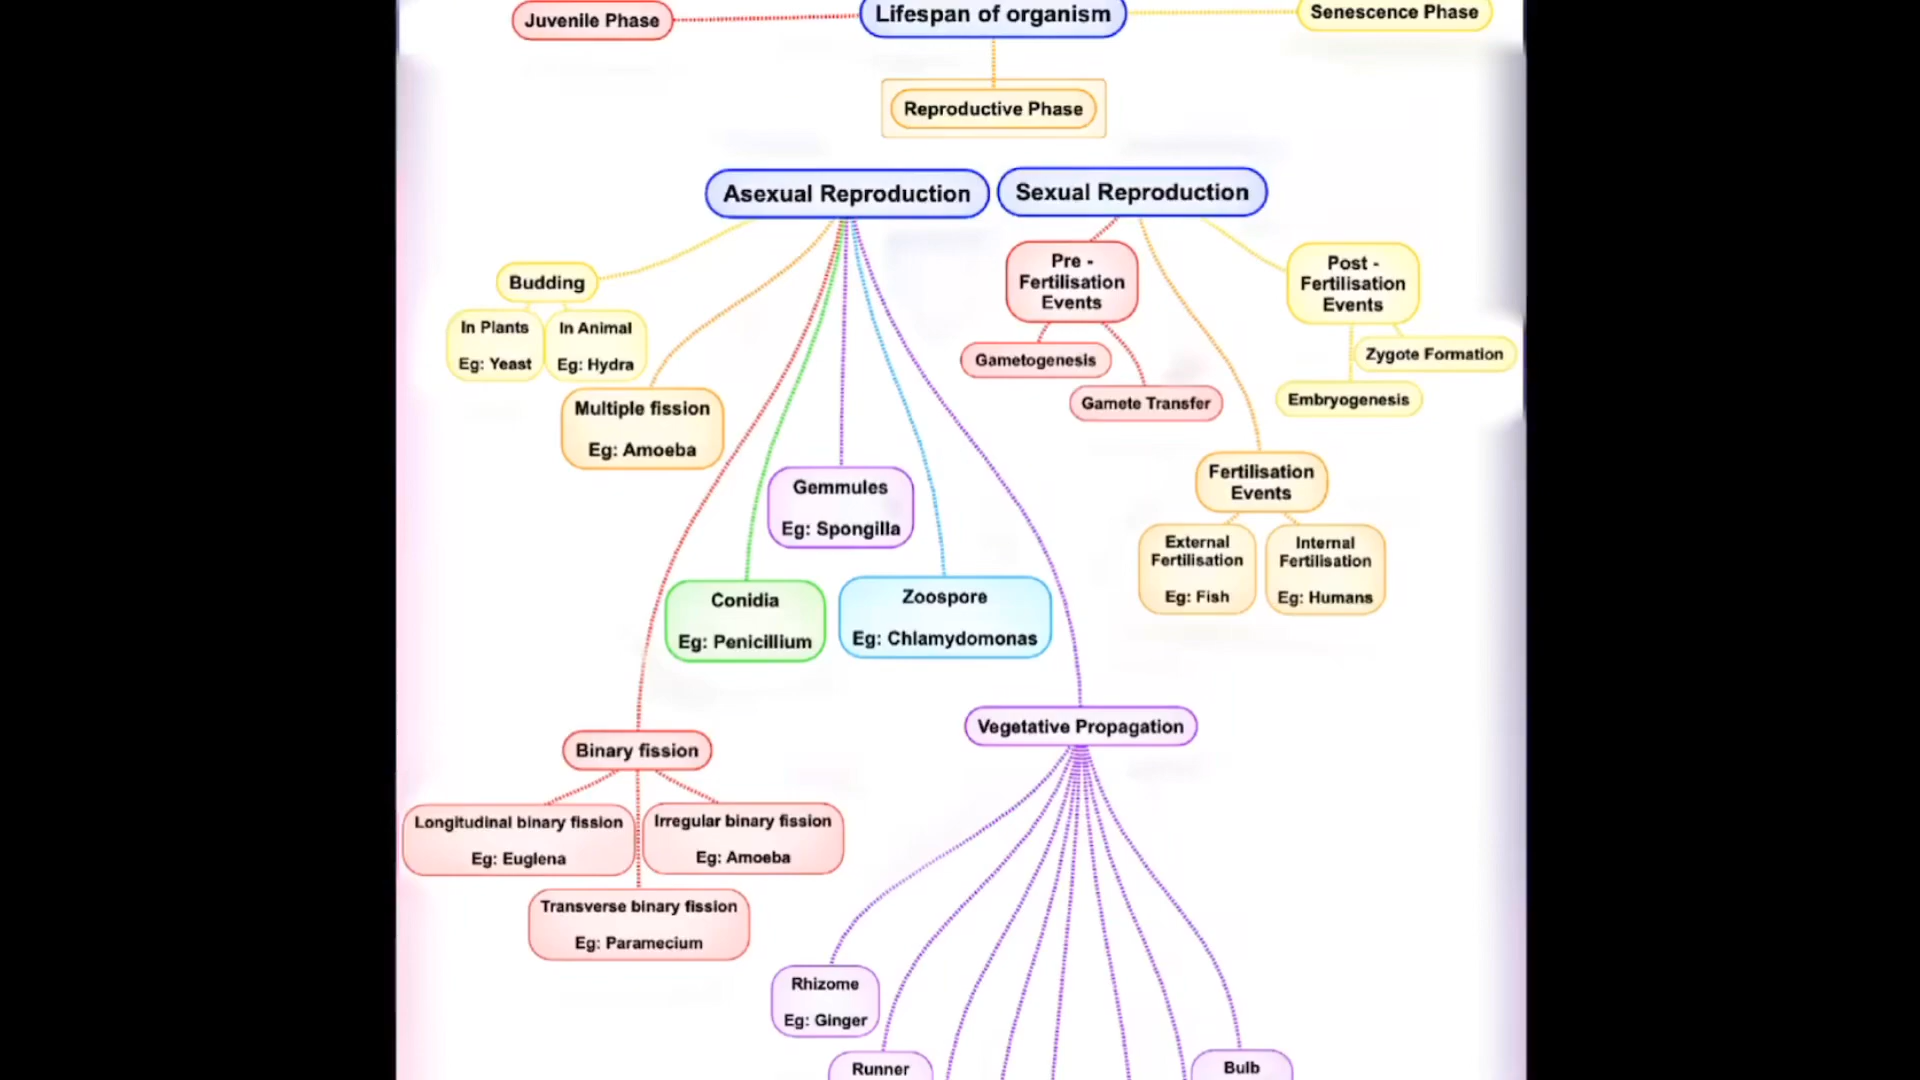 Juvenile Phase
Lifespan of organism
Senescence Phase
Reproductive Phase
Asexual Reproduction
Sexual Reproduction
Budding
In Plants
Eg: Yeast
In Animal
Eg: Hydra
Multiple fission
Eg: Amoeba
Gemmules
Eg: Spongilla
Conidia
Eg: Penicillium
Zoospore
Eg: Chlamydomonas
Pre -
Fertilisation
Events
Gametogenesis
Gamete Transfer
Post -
Fertilisation
Events
Zygote Formation
Embryogenesis
Fertilisation
Events
External
Fertilisation
Eg: Fish
Internal
Fertilisation
Eg: Humans
Binary fission
Longitudinal binary fission
Eg: Euglena
Irregular binary fission
Eg: Amoeba
Transverse binary fission
Eg: Paramecium
Vegetative Propagation
Rhizome
Eg: Ginger
Runner
Bulb